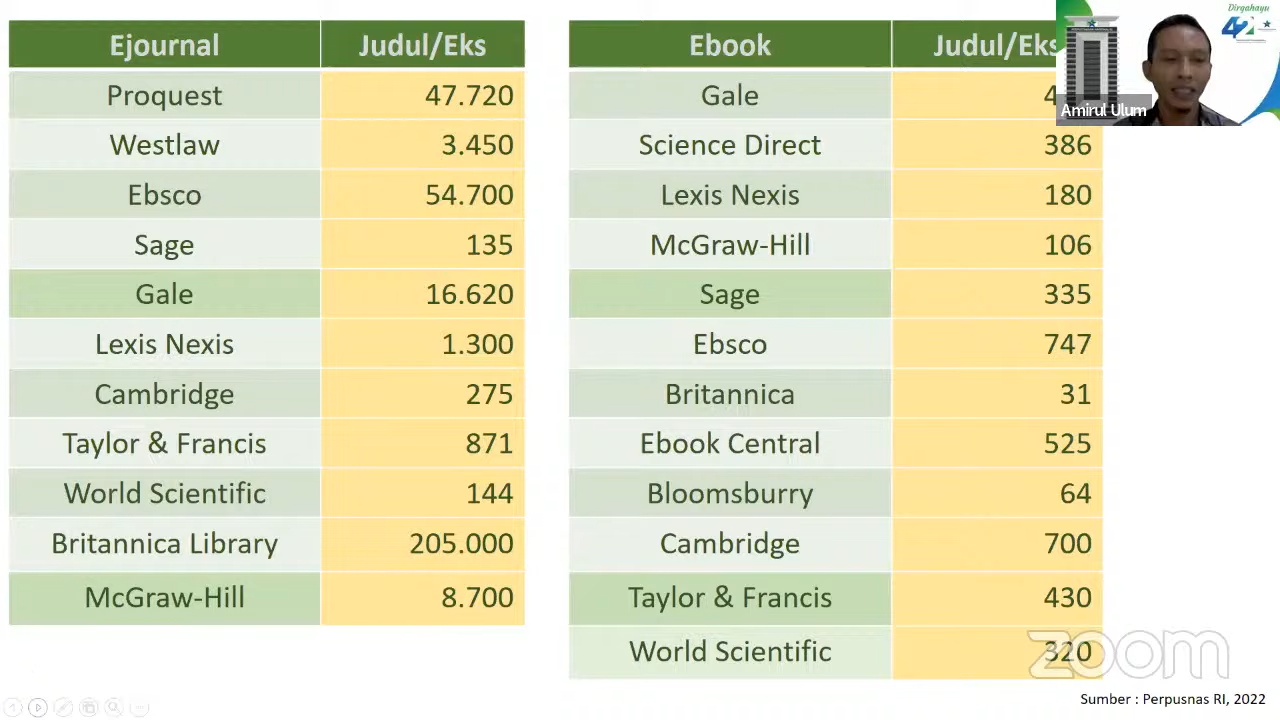 Ejournal Judul/Eks
Proquest 47.720
Westlaw 3.450
Ebsco 54.700
Sage 135
Gale 16.620
Lexis Nexis 1.300
Cambridge 275
Taylor & Francis 871
World Scientific 144
Britannica Library 205.000
McGraw-Hill 8.700
Ebook Judul/Eks
Gale
Science Direct 386
Lexis Nexis 180
McGraw-Hill 106
Sage 335
Ebsco 747
Britannica 31
Ebook Central 525
Bloomsburry 64
Cambridge 700
Taylor & Francis 430
World Scientific 320
Sumber : Perpusnas RI, 2022
Dirgahayu
42
Amirul Ulum
zoom